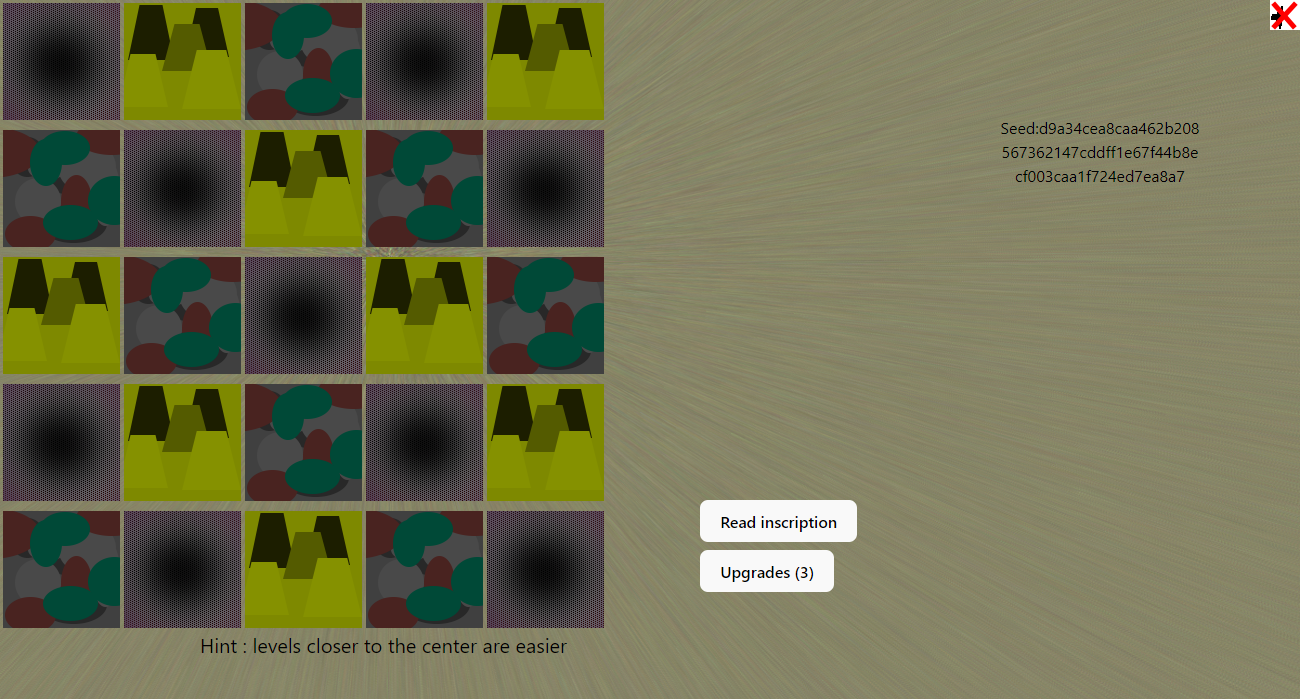 Seed:d9a34cea8caa462b208
567362147cddff1e67f44b8e
cf003caa1f724ed7ea8a7
Read inscription
Upgrades (3)
Hint : levels closer to the center are easier